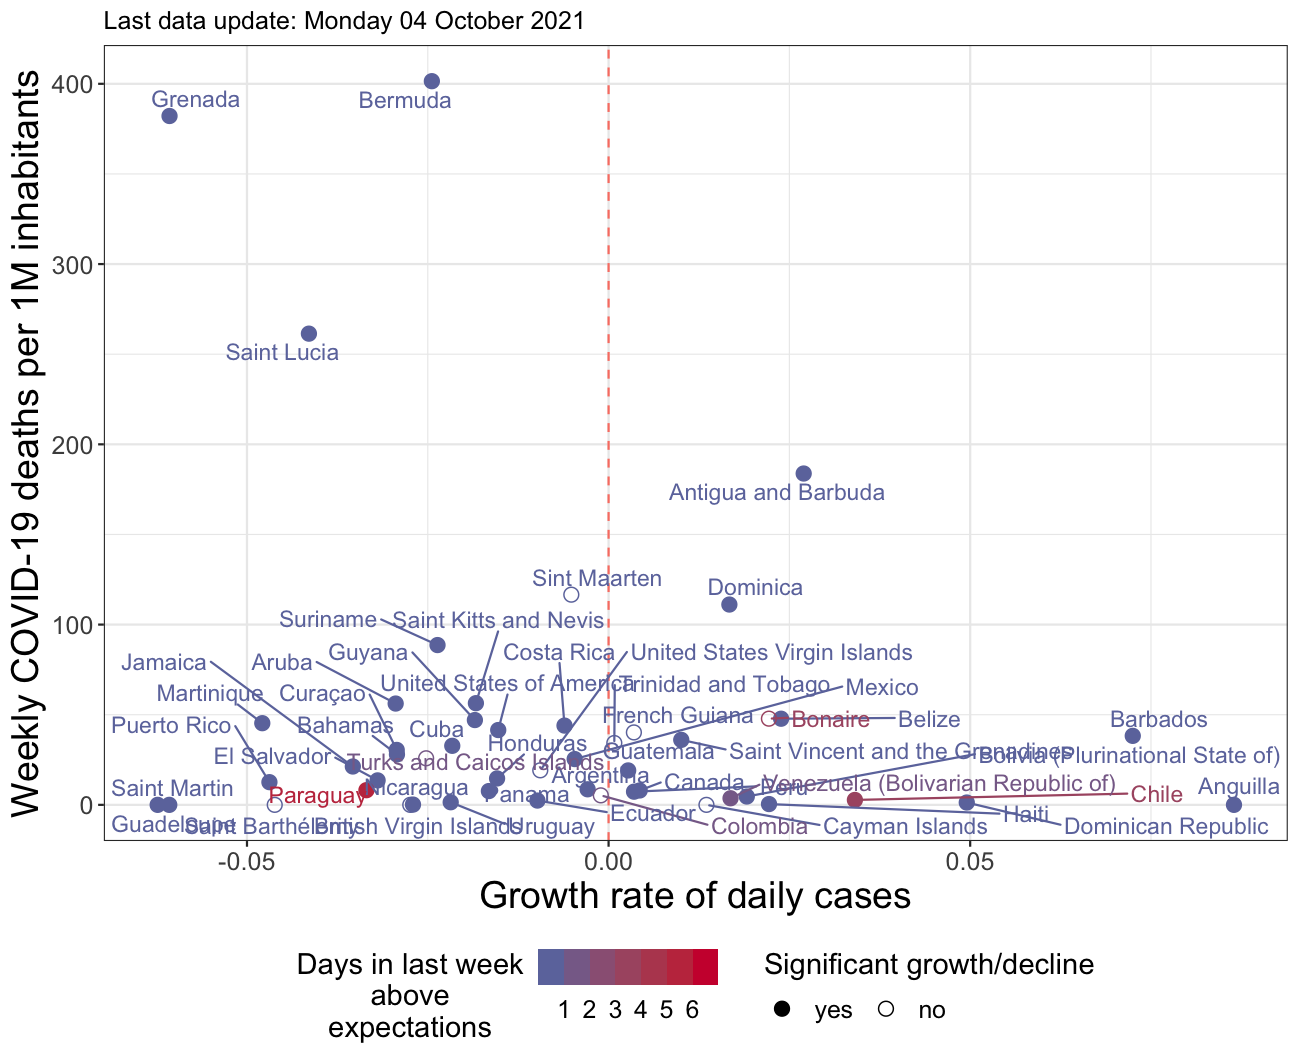 Last data update: Monday 04 October 2021
Weekly COVID-19 deaths per 1M inhabitants
400
300
200
100
0
Grenada
Bermuda
Saint Lucia
Antigua and Barbuda
Sint Maarten
Dominica
Suriname
Saint Kitts and Nevis
Jamaica
Aruba
Guyana
Costa Rica
United States Virgin Islands
Martinique
Curaçao
United States of America
Trinidad and Tobago
Mexico
Puerto Rico
Bahamas
Cuba
French Guiana
Bonaire
Belize
Barbados
El Salvador
Turks and Caicos Islands
Honduras
Guatemala
Saint Vincent and the Grenadines
Bolivia (Plurinational State of)
Saint Martin
Paraguay
Nicaragua
Panama
Argentina
Canada
Peru
Venezuela (Bolivarian Republic of)
Chile
Anguilla
Guadeloupe
Saint Barthélemy
British Virgin Islands
Uruguay
Ecuador
Colombia
Cayman Islands
Haiti
Dominican Republic
-0.05
0.00
0.05
Growth rate of daily cases
Days in last week
above
expectations
1 2 3 4 5 6
Significant growth/decline
yes
no